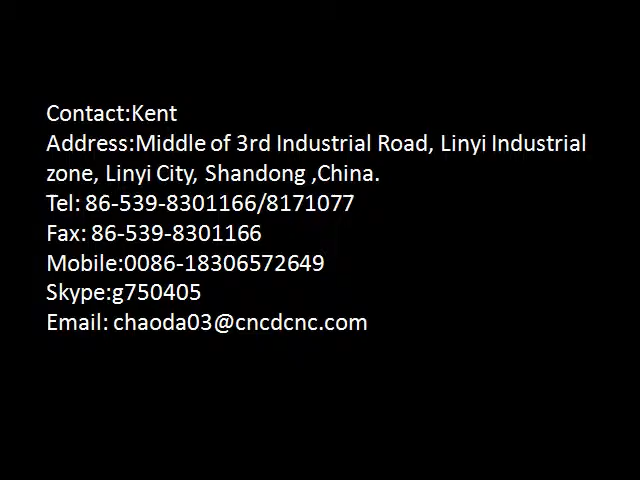 Contact:Kent
Address:Middle of 3rd Industrial Road, Linyi Industrial
zone, Linyi City, Shandong ,China.
Tel: 86-539-8301166/8171077
Fax: 86-539-8301166
Mobile:0086-18306572649
Skype:g750405
Email: chaoda03@cncdcnc.com